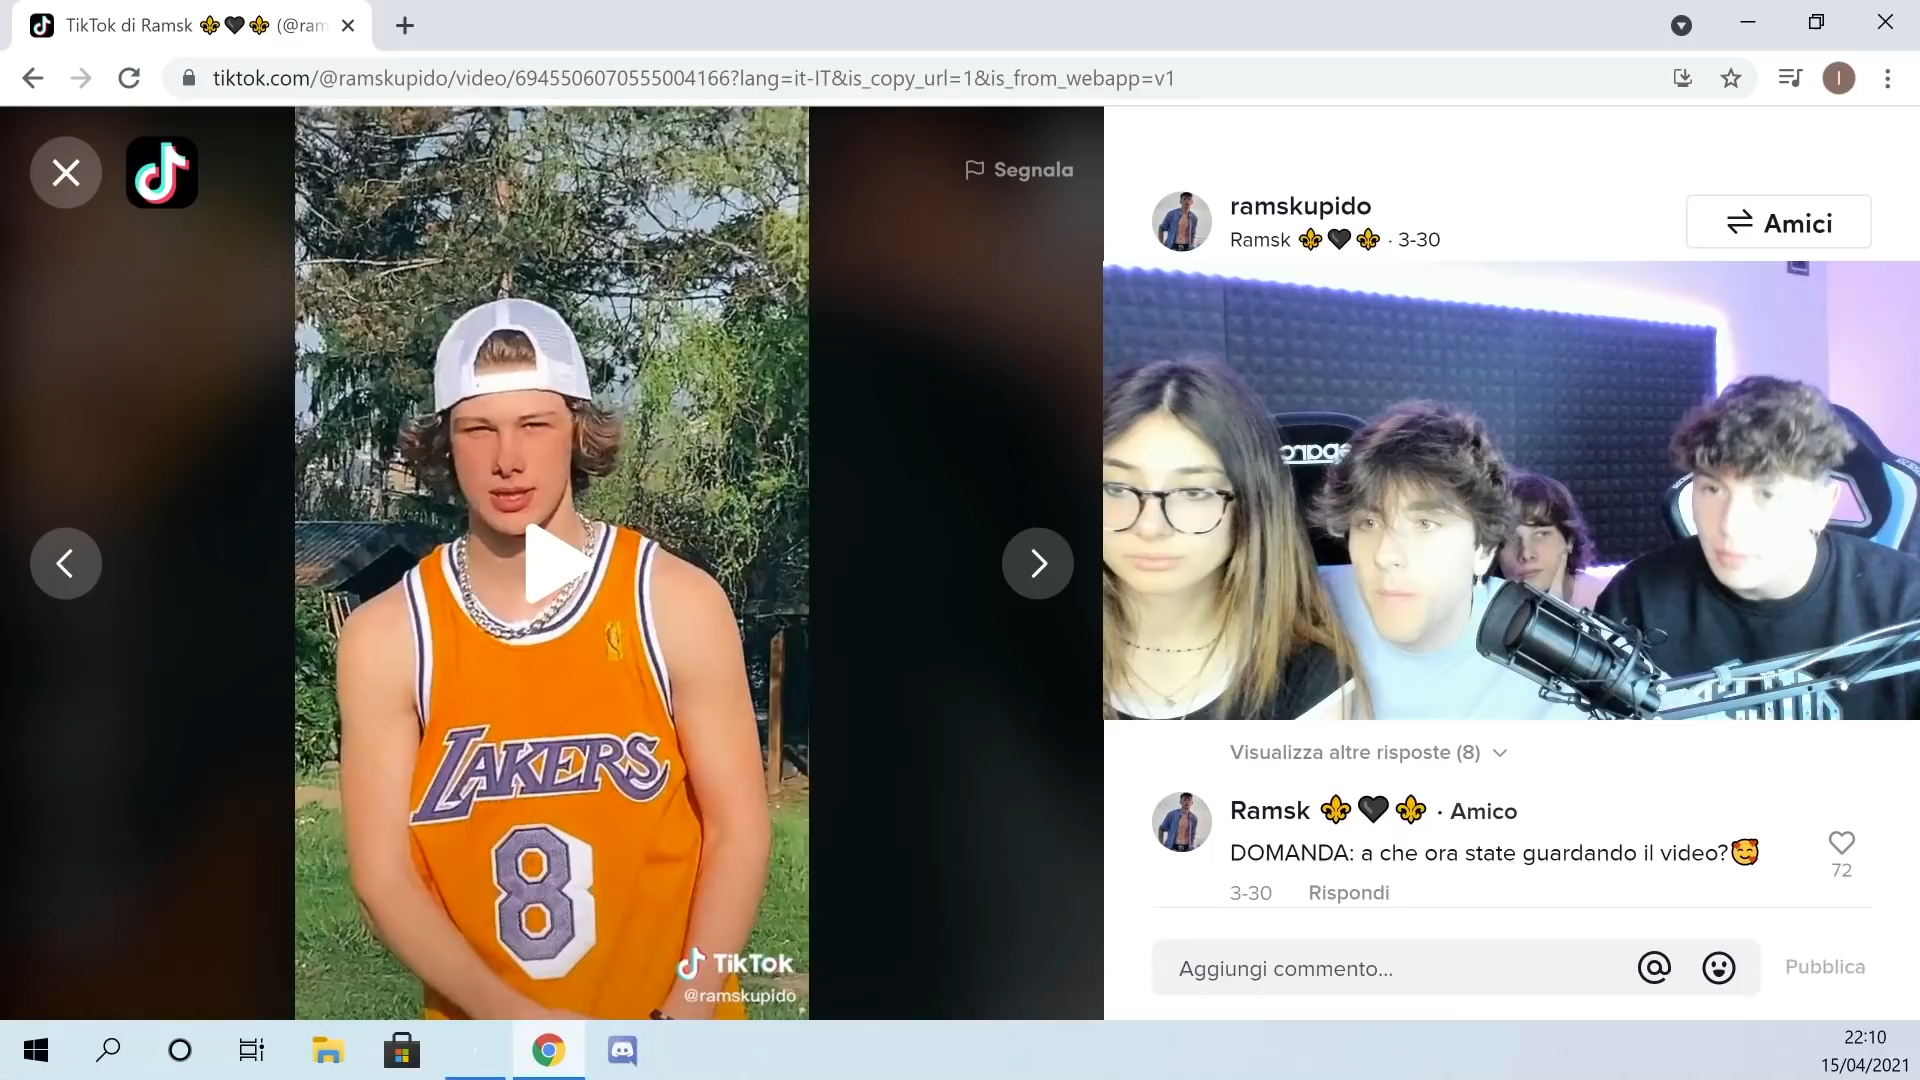 TikTok di Ramsk ⚜️🖤⚜️ (@ram
tiktok.com/@ramskupido/video/6945506070555004166?lang=it-IT&is_copy_url=1&is_from_webapp=v1
I
Segnala
ramskupido
Ramsk ⚜️🖤⚜️ · 3-30
Amici
LAKERS
8
TikTok
@ramskupido
Visualizza altre risposte (8)
Ramsk ⚜️🖤⚜️ · Amico
DOMANDA: a che ora state guardando il video?🥰
72
3-30 Rispondi
Aggiungi commento...
Pubblica
22:10
15/04/2021